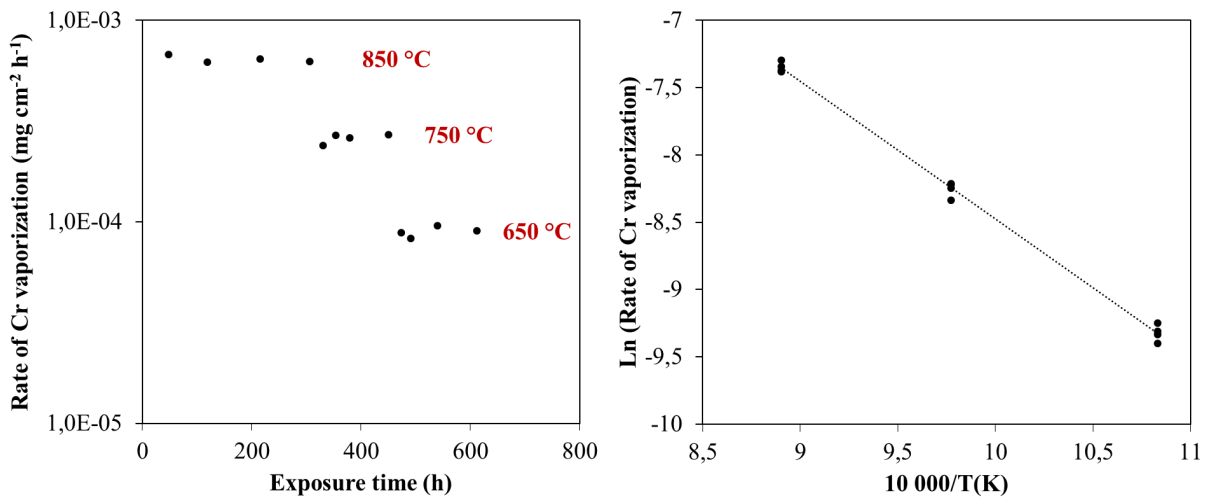 Rate of Cr vaporization (mg cm⁻² h⁻¹)
1,0E-03
1,0E-04
1,0E-05
850 °C
750 °C
650 °C
0
200
400
600
800
Exposure time (h)
Ln (Rate of Cr vaporization)
-7
-7,5
-8
-8,5
-9
-9,5
-10
8,5
9
9,5
10
10,5
11
10 000/T(K)